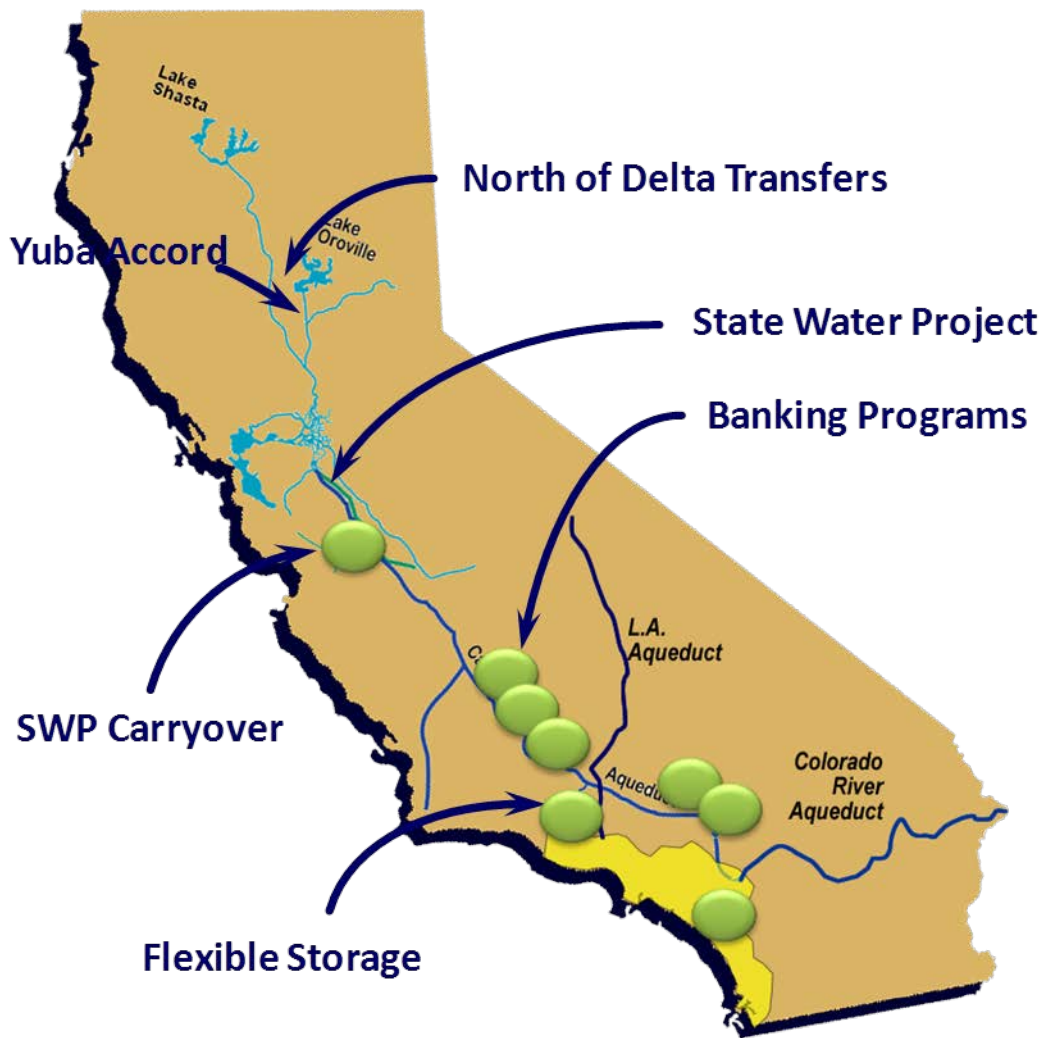 Lake
Shasta
North of Delta Transfers
Lake
Oroville
Yuba Accord
State Water Project
Banking Programs
L.A.
Aqueduct
SWP Carryover
Colorado
River
Aqueduct
Flexible Storage